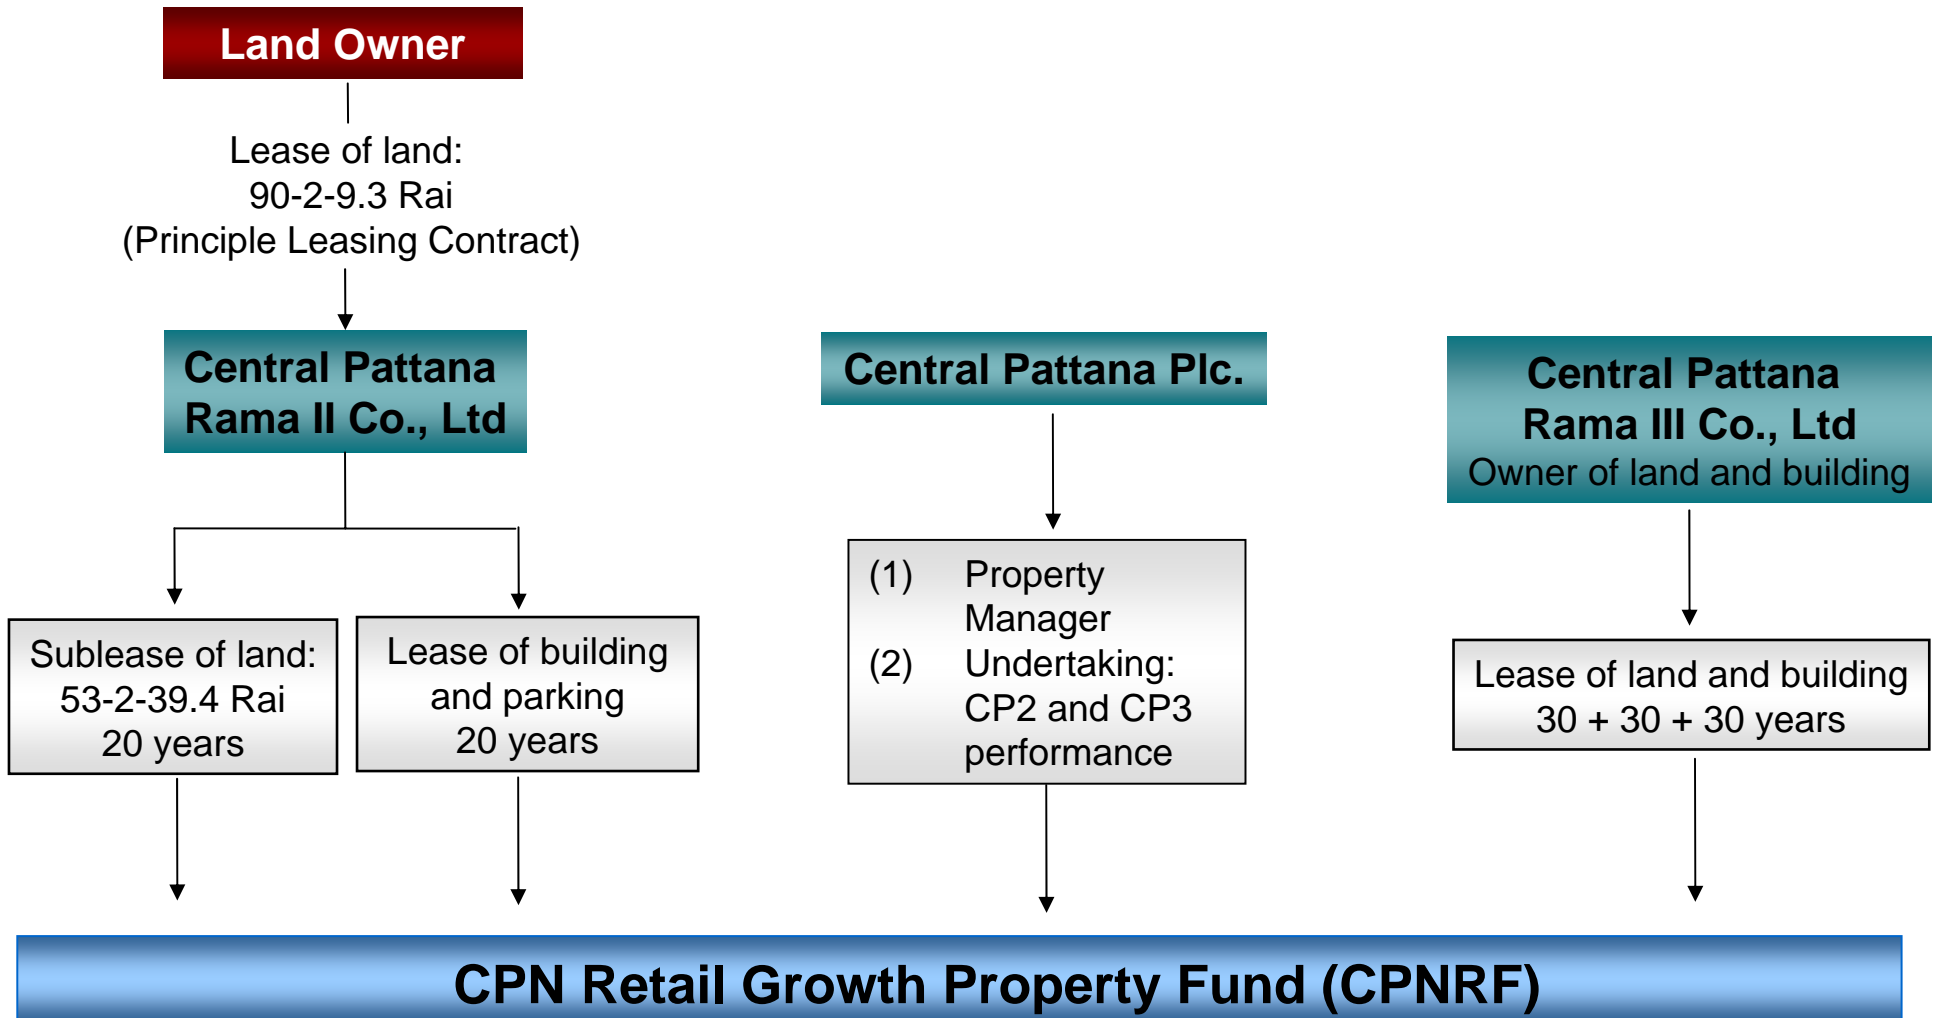 Land Owner
Lease of land:
90-2-9.3 Rai
(Principle Leasing Contract)
Central Pattana
Rama II Co., Ltd
Central Pattana Plc.
Central Pattana
Rama III Co., Ltd
Owner of land and building
Sublease of land:
53-2-39.4 Rai
20 years
Lease of building
and parking
20 years
(1) Property
Manager
(2) Undertaking:
CP2 and CP3
performance
Lease of land and building
30 + 30 + 30 years
CPN Retail Growth Property Fund (CPNRF)